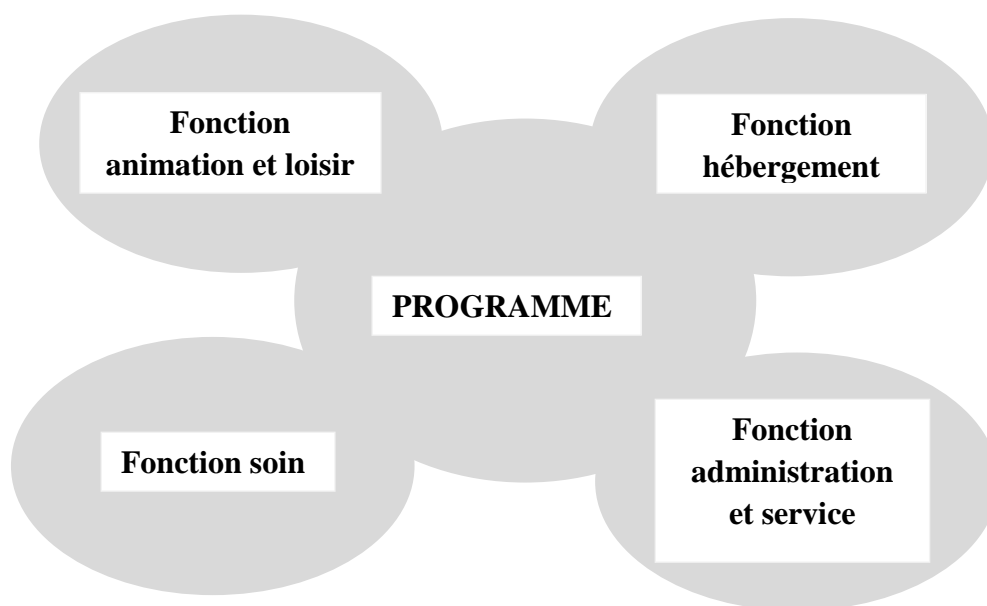 Fonction
animation et loisir
Fonction
hébergement
PROGRAMME
Fonction soin
Fonction
administration
et service